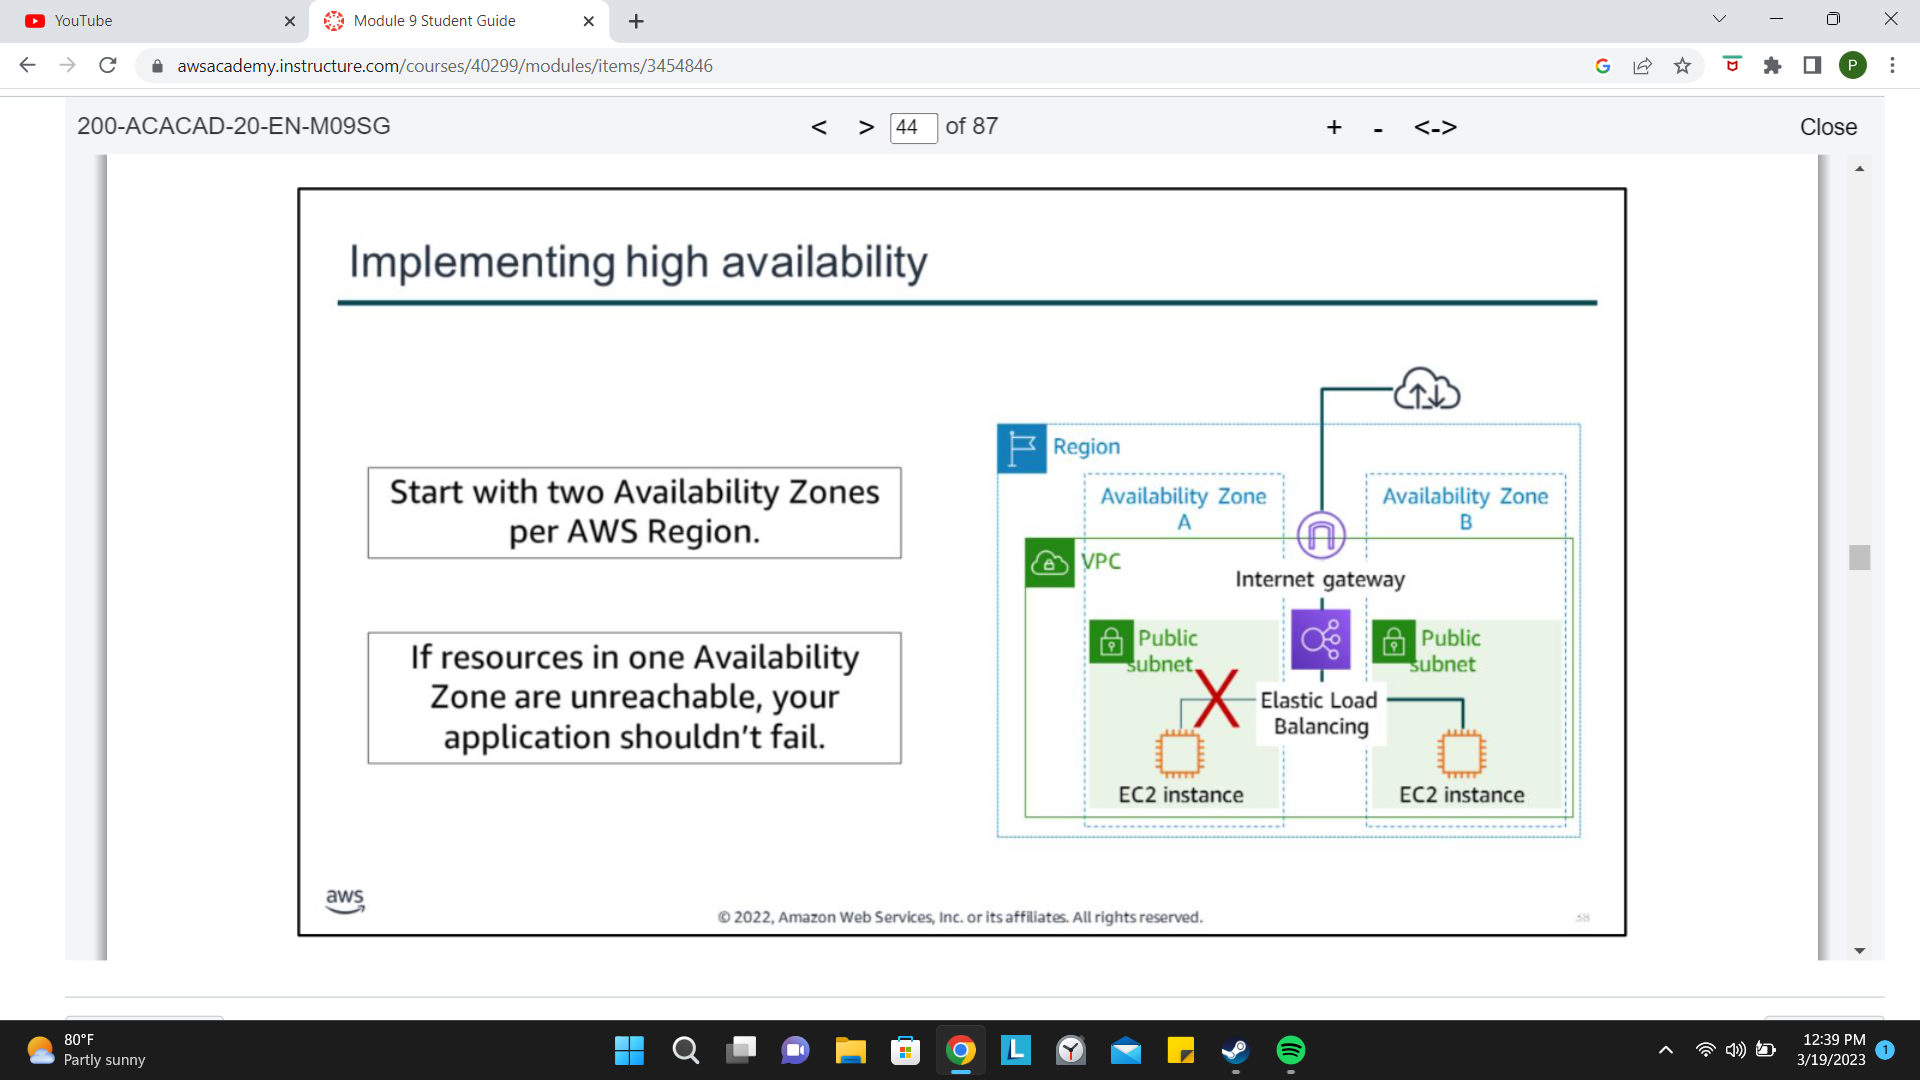 YouTube
Module 9 Student Guide
awsacademy.instructure.com/courses/40299/modules/items/3454846
P
200-ACACAD-20-EN-M09SG
< > 44 of 87
+ - <->
Close
Implementing high availability
Start with two Availability Zones
per AWS Region.
If resources in one Availability
Zone are unreachable, your
application shouldn't fail.
Region
Availability Zone
A
Availability Zone
B
VPC
Internet gateway
Public
subnet
Public
subnet
Elastic Load
Balancing
EC2 instance
EC2 instance
aws
© 2022, Amazon Web Services, Inc. or its affiliates. All rights reserved.
58
80°F
Partly sunny
L
12:39 PM
3/19/2023
1